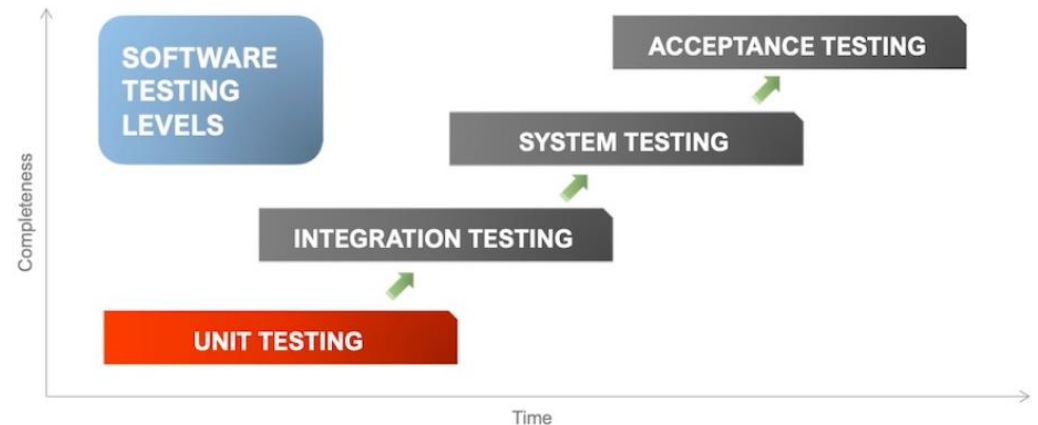 SOFTWARE
TESTING
LEVELS
ACCEPTANCE TESTING
SYSTEM TESTING
INTEGRATION TESTING
UNIT TESTING
Completeness
Time